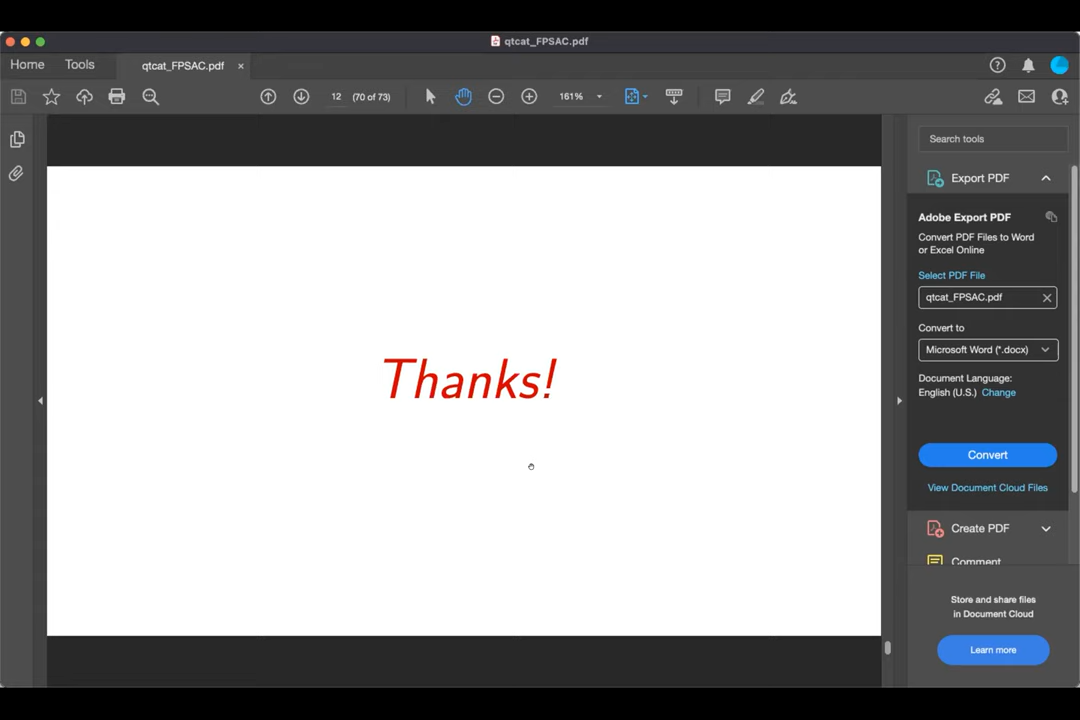 qtcat_FPSAC.pdf
Home
Tools
qtcat_FPSAC.pdf
12
(70 of 73)
161%
Search tools
Export PDF
Adobe Export PDF
Convert PDF Files to Word
or Excel Online
Select PDF File
qtcat_FPSAC.pdf
Convert to
Microsoft Word (*.docx)
Document Language:
English (U.S.) Change
Convert
View Document Cloud Files
Create PDF
Comment
Store and share files
in Document Cloud
Learn more
Thanks!